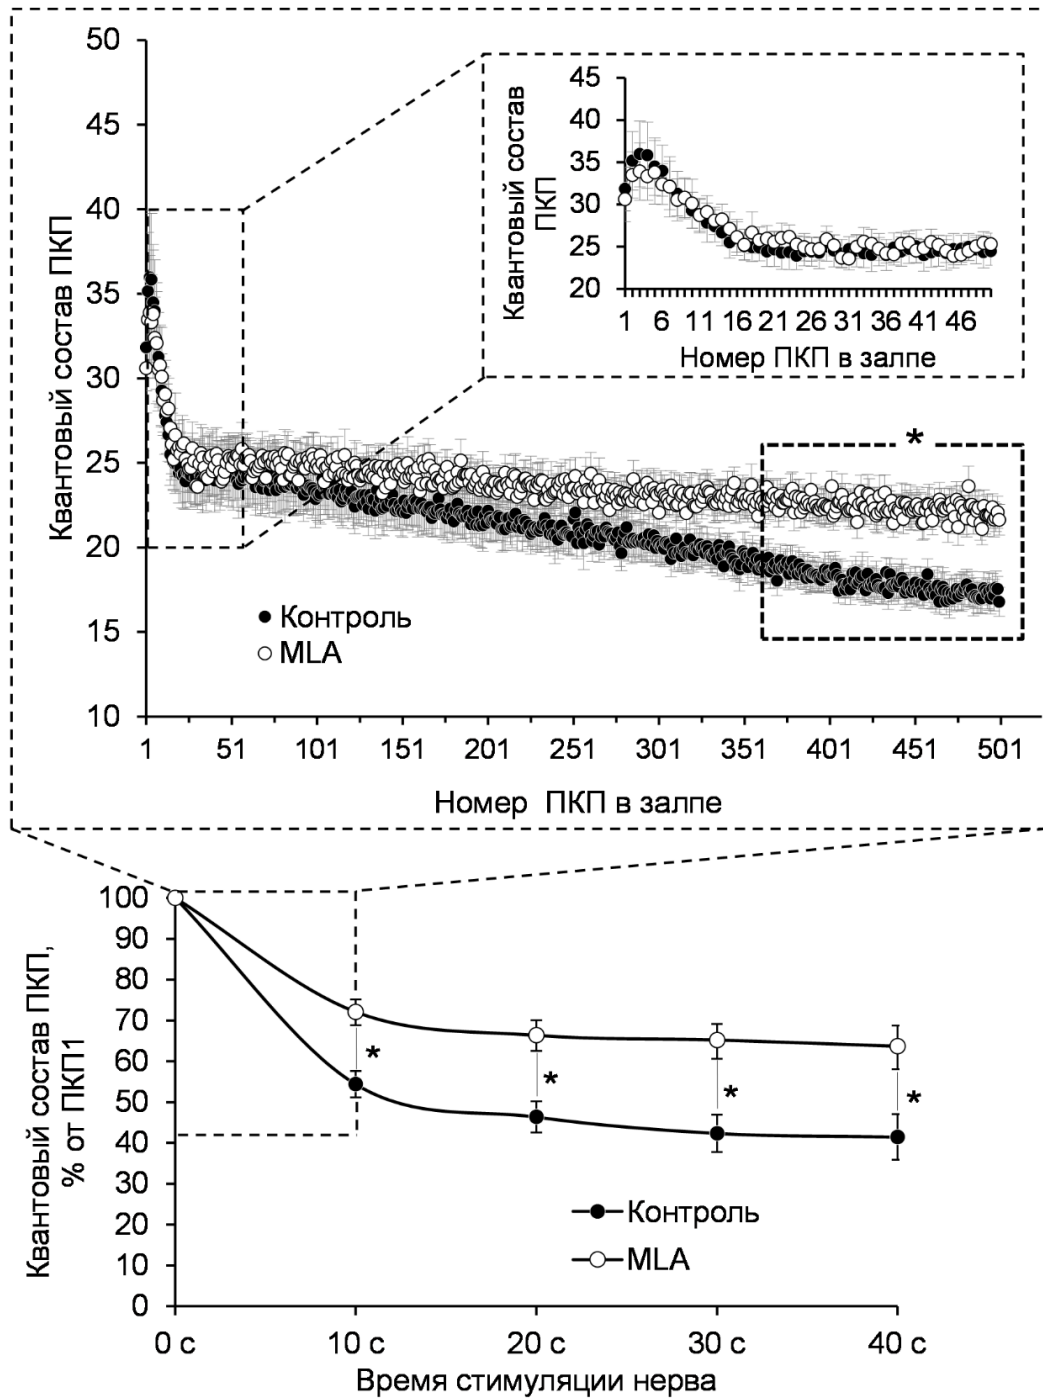 50
45
40
35
30
25
20
15
10
Квантовый состав ПКП
1 51 101 151 201 251 301 351 401 451 501
Номер ПКП в залпе
Контроль
MLA
*
45
40
35
30
25
20
Квантовый состав
ПКП
1 6 11 16 21 26 31 36 41 46
Номер ПКП в залпе
100
90
80
70
60
50
40
30
20
10
0
Квантовый состав ПКП,
% от ПКП1
* * * *
Контроль
MLA
0 с 10 с 20 с 30 с 40 с
Время стимуляции нерва